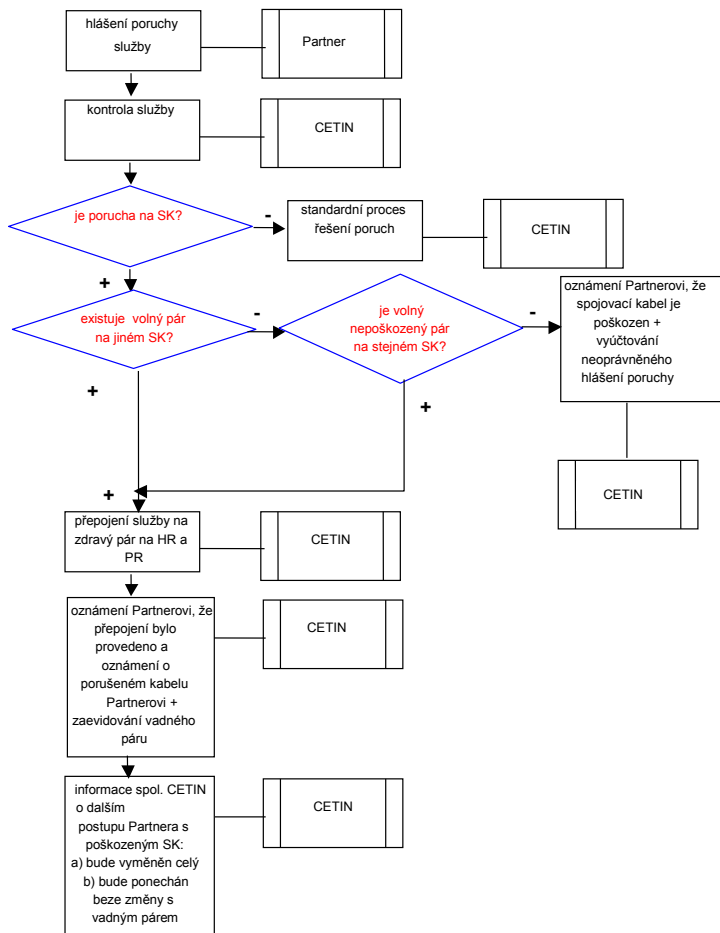 hlášení poruchy
služby
Partner
kontrola služby
CETIN
je porucha na SK?
-
standardní proces
řešení poruch
CETIN
+
existuje volný pár
na jiném SK?
-
je volný
nepoškozený pár
na stejném SK?
-
oznámení Partnerovi, že
spojovací kabel je
poškozen +
vyúčtování
neoprávněného
hlášení poruchy
+
+
CETIN
+
přepojení služby na
zdravý pár na HR a
PR
CETIN
oznámení Partnerovi, že
přepojení bylo
provedeno a
oznámení o
porušeném kabelu
Partnerovi +
zaevidování vadného
páru
CETIN
informace spol. CETIN
o dalším
postupu Partnera s
poškozeným SK:
a) bude vyměněn celý
b) bude ponechán
beze změny s
vadným párem
CETIN